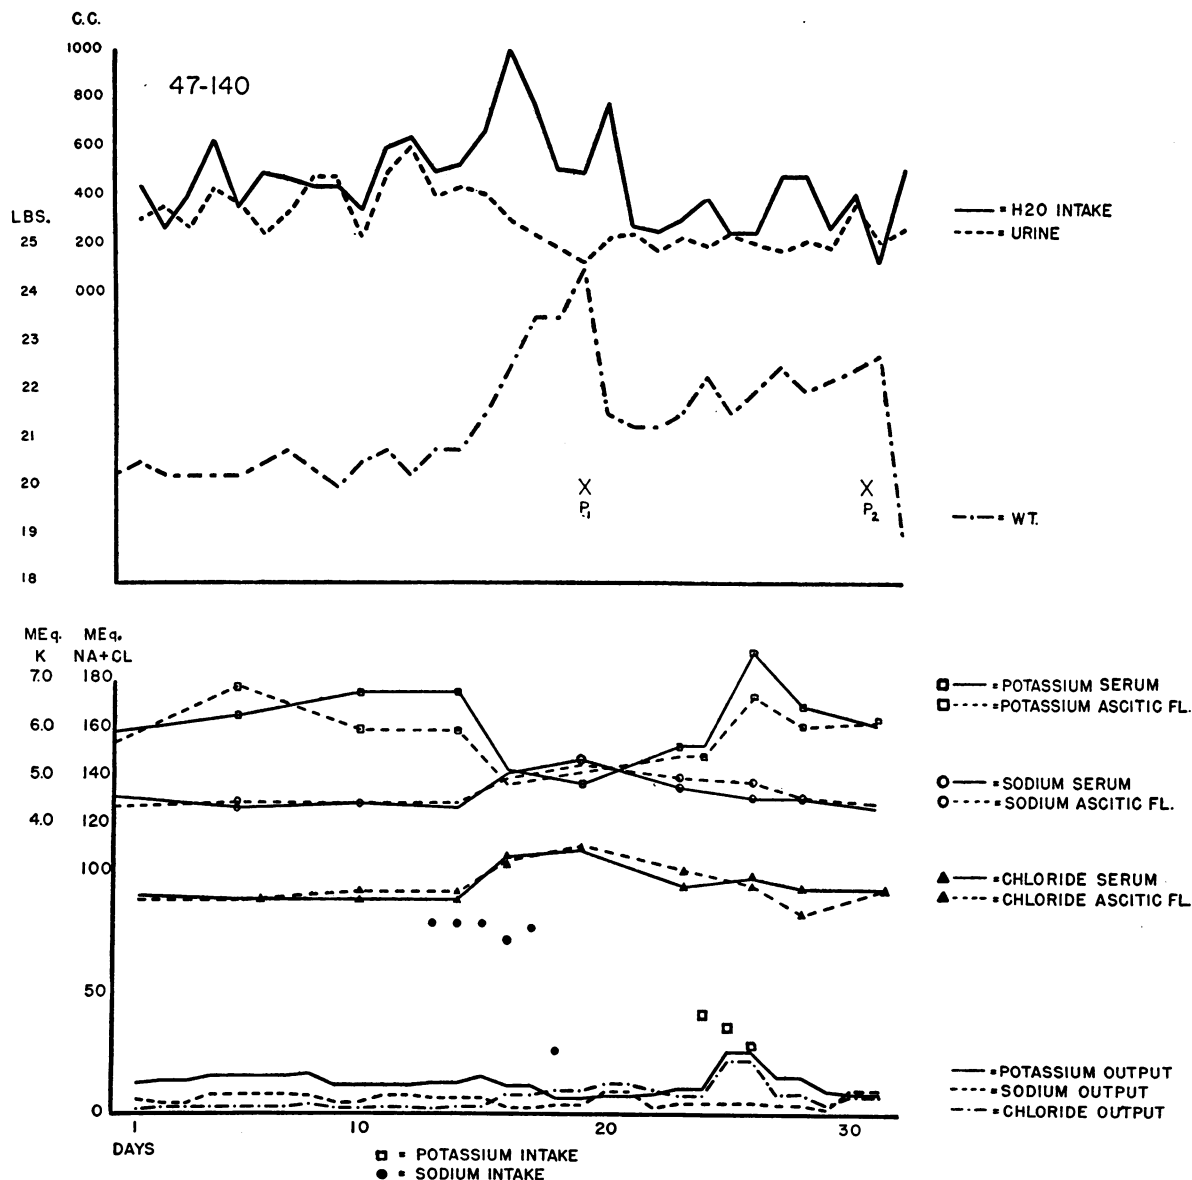 C.C.
1000
47-140
800
600
400
LBS.
= H2O INTAKE
25 200
= URINE
24 000
23
22
21
20
X X
P1 P2
= WT.
19
18
MEq. MEq.
K NA+CL
7.0 180
= POTASSIUM SERUM
= POTASSIUM ASCITIC FL.
6.0 160
5.0 140
= SODIUM SERUM
= SODIUM ASCITIC FL.
4.0 120
100
= CHLORIDE SERUM
= CHLORIDE ASCITIC FL.
50
= POTASSIUM OUTPUT
= SODIUM OUTPUT
= CHLORIDE OUTPUT
0
1 10 20 30
DAYS
= POTASSIUM INTAKE
= SODIUM INTAKE